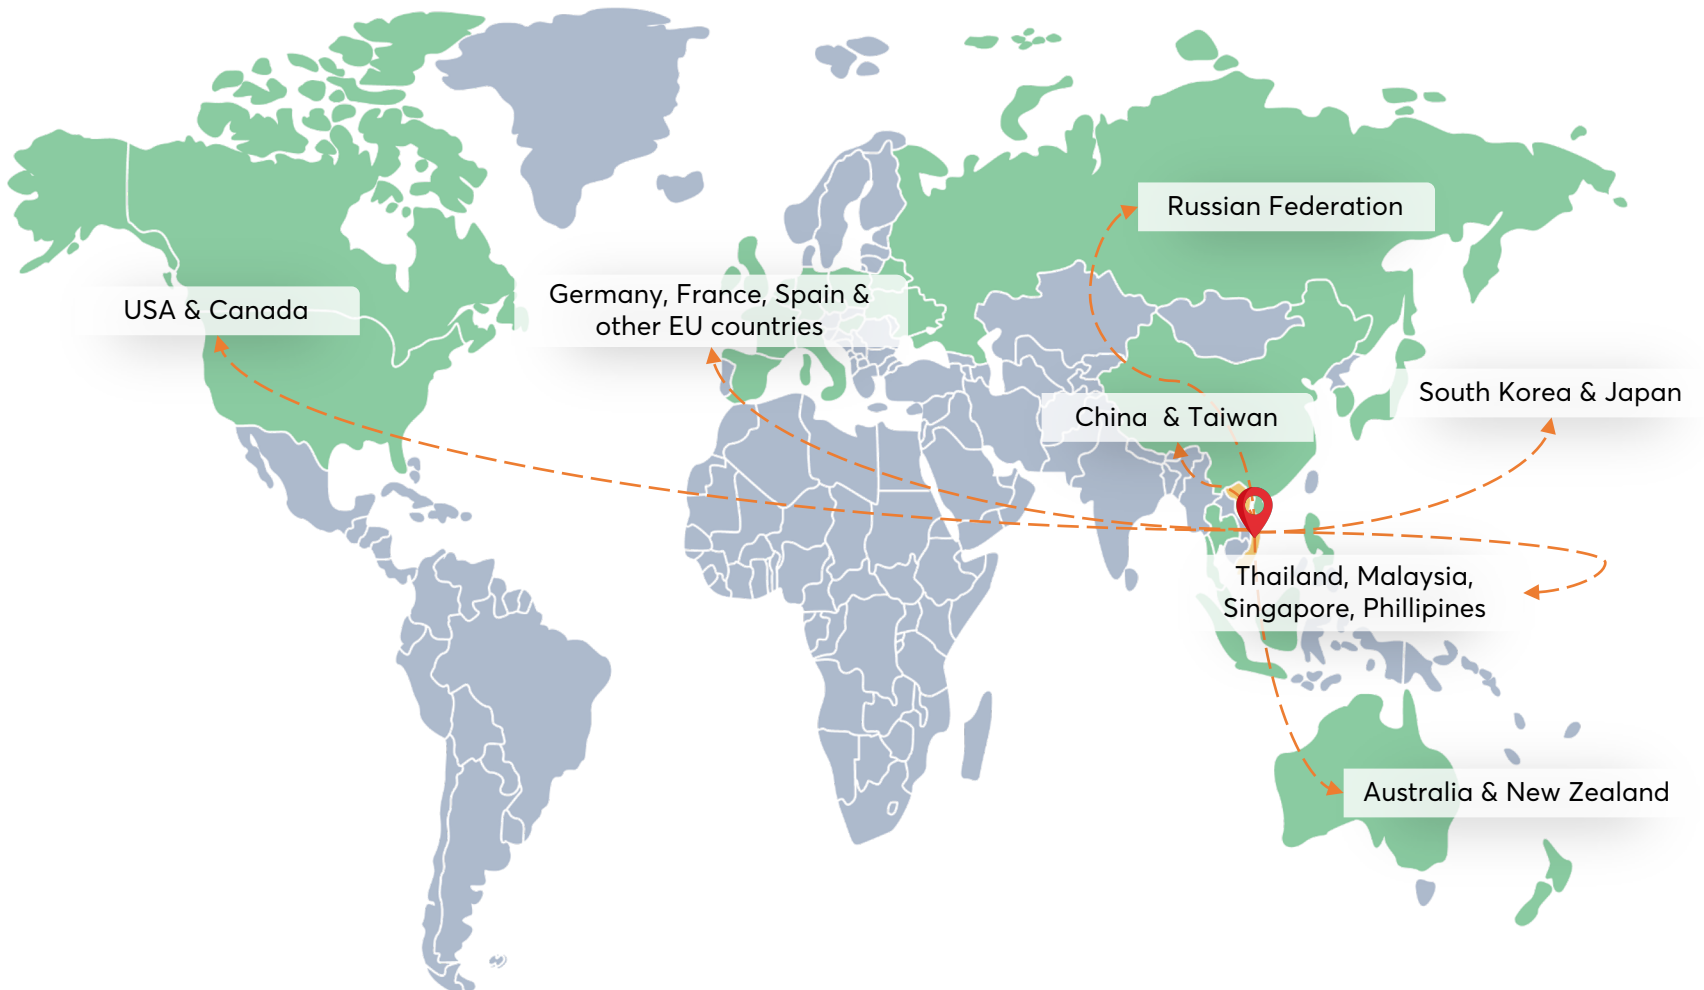 Russian Federation
USA & Canada
Germany, France, Spain &
other EU countries
South Korea & Japan
China & Taiwan
Thailand, Malaysia,
Singapore, Phillipines
Australia & New Zealand